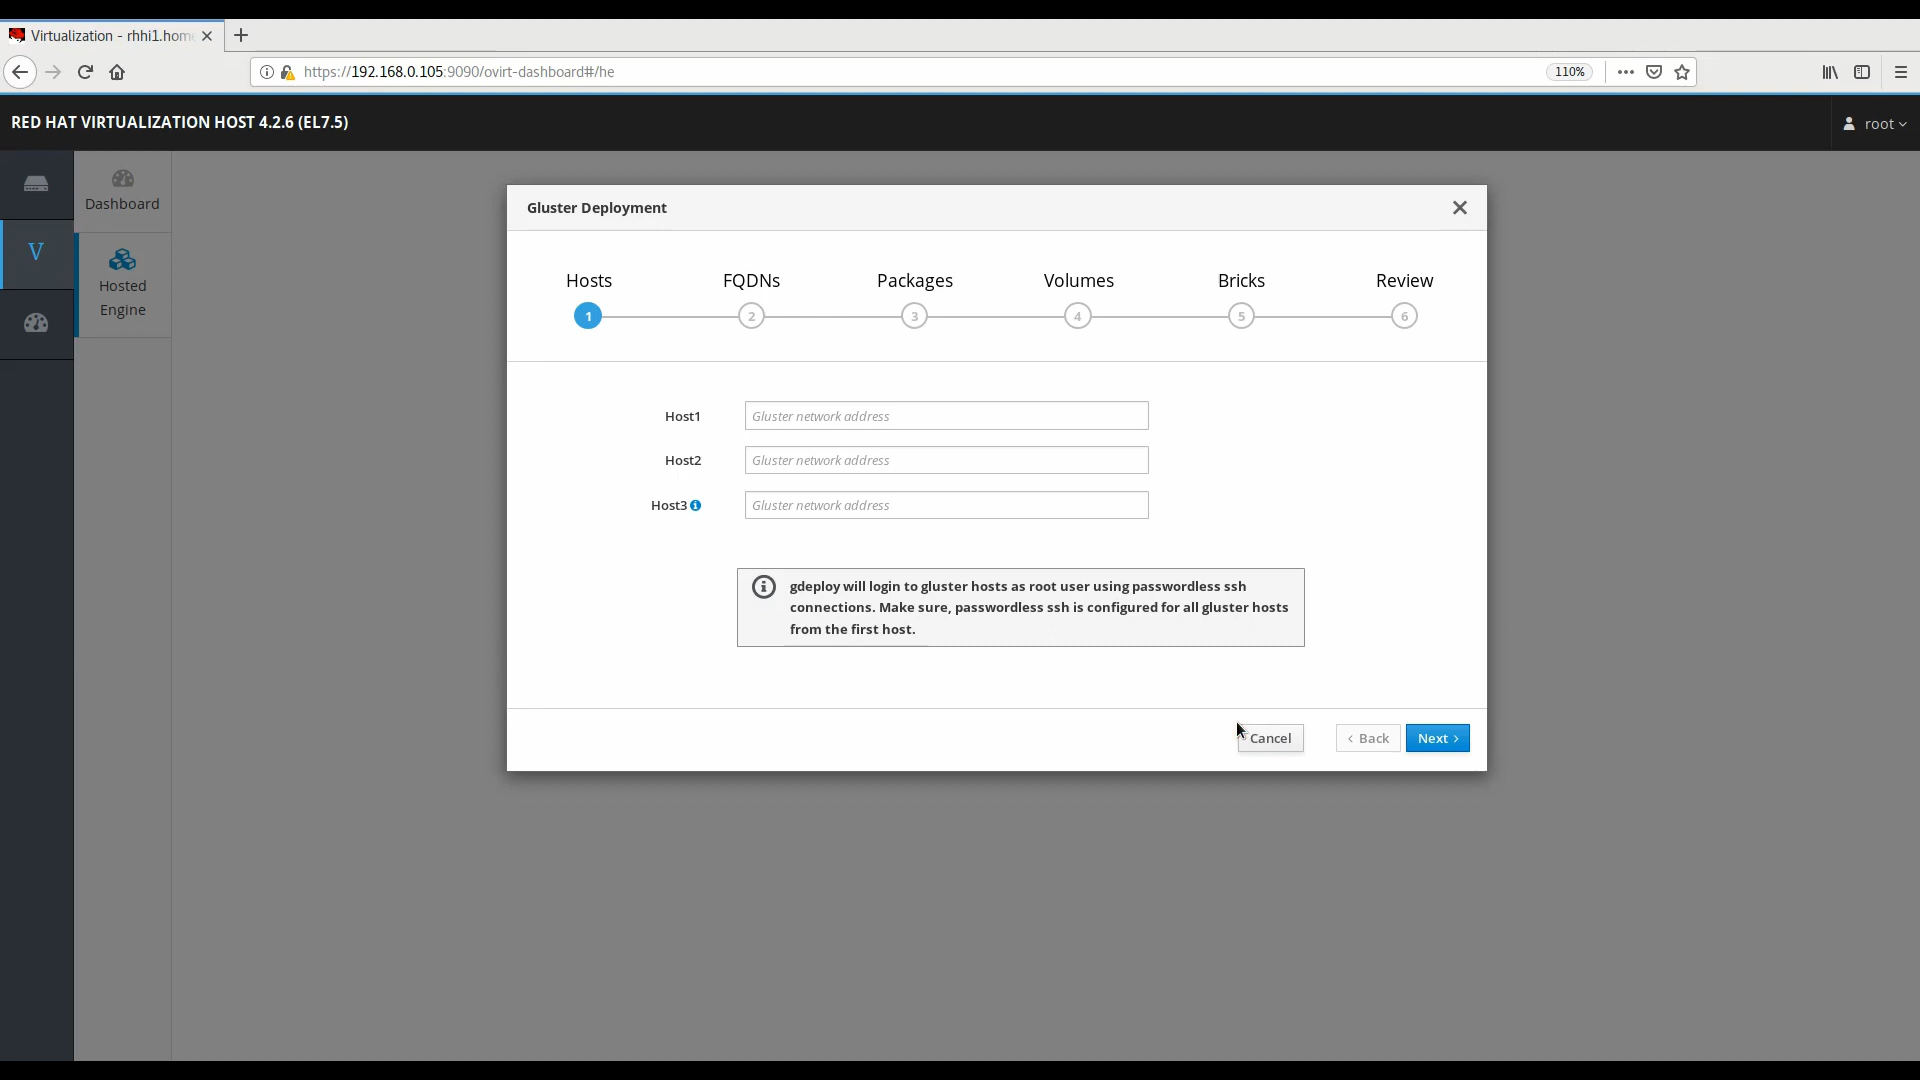 Virtualization - rhhi1.hom
https://192.168.0.105:9090/ovirt-dashboard#/he
110%
RED HAT VIRTUALIZATION HOST 4.2.6 (EL7.5)
root
V
Dashboard
Hosted
Engine
Gluster Deployment
Hosts
FQDNs
Packages
Volumes
Bricks
Review
1
2
3
4
5
6
Host1
Gluster network address
Host2
Gluster network address
Host3
Gluster network address
gdeploy will login to gluster hosts as root user using passwordless ssh
connections. Make sure, passwordless ssh is configured for all gluster hosts
from the first host.
Cancel
‹ Back
Next ›